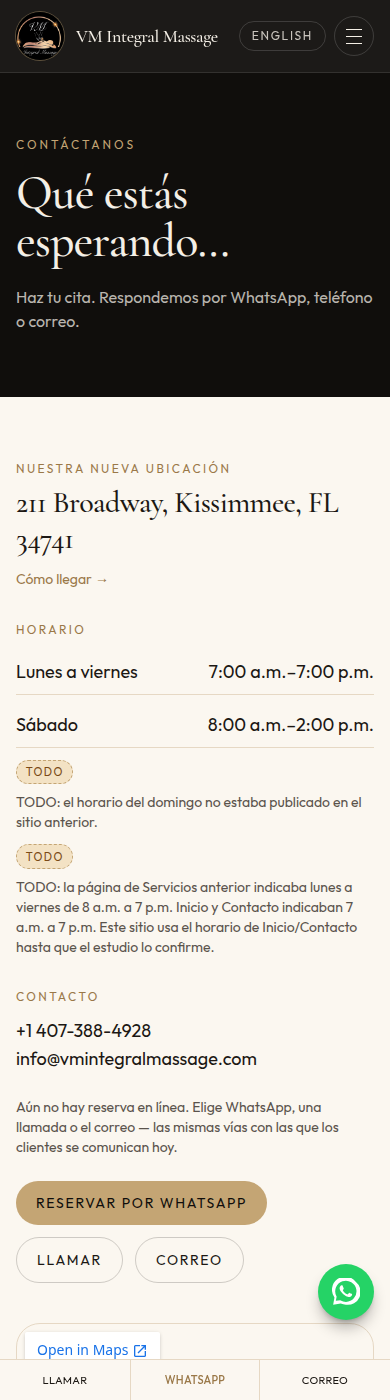 VM Integral Massage
ENGLISH
CONTÁCTANOS
Qué estás
esperando...
Haz tu cita. Respondemos por WhatsApp, teléfono
o correo.
NUESTRA NUEVA UBICACIÓN
211 Broadway, Kissimmee, FL
34741
Cómo llegar →
HORARIO
Lunes a viernes 7:00 a.m.–7:00 p.m.
Sábado 8:00 a.m.–2:00 p.m.
TODO
TODO: el horario del domingo no estaba publicado en el
sitio anterior.
TODO
TODO: la página de Servicios anterior indicaba lunes a
viernes de 8 a.m. a 7 p.m. Inicio y Contacto indicaban 7
a.m. a 7 p.m. Este sitio usa el horario de Inicio/Contacto
hasta que el estudio lo confirme.
CONTACTO
+1 407-388-4928
info@vmintegralmassage.com
Aún no hay reserva en línea. Elige WhatsApp, una
llamada o el correo — las mismas vías con las que los
clientes se comunican hoy.
RESERVAR POR WHATSAPP
LLAMAR CORREO
Open in Maps
LLAMAR WHATSAPP CORREO